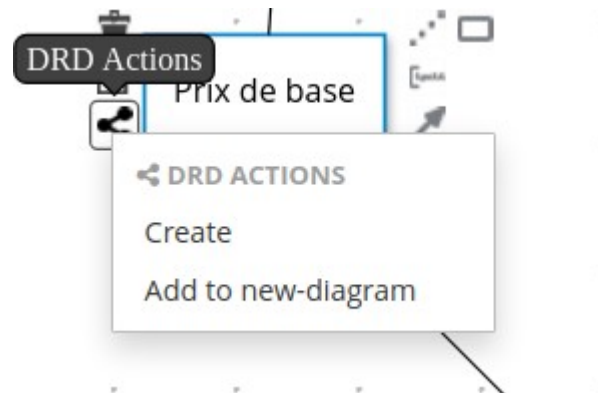 DRD Actions
Prix de base
DRD ACTIONS
Create
Add to new-diagram